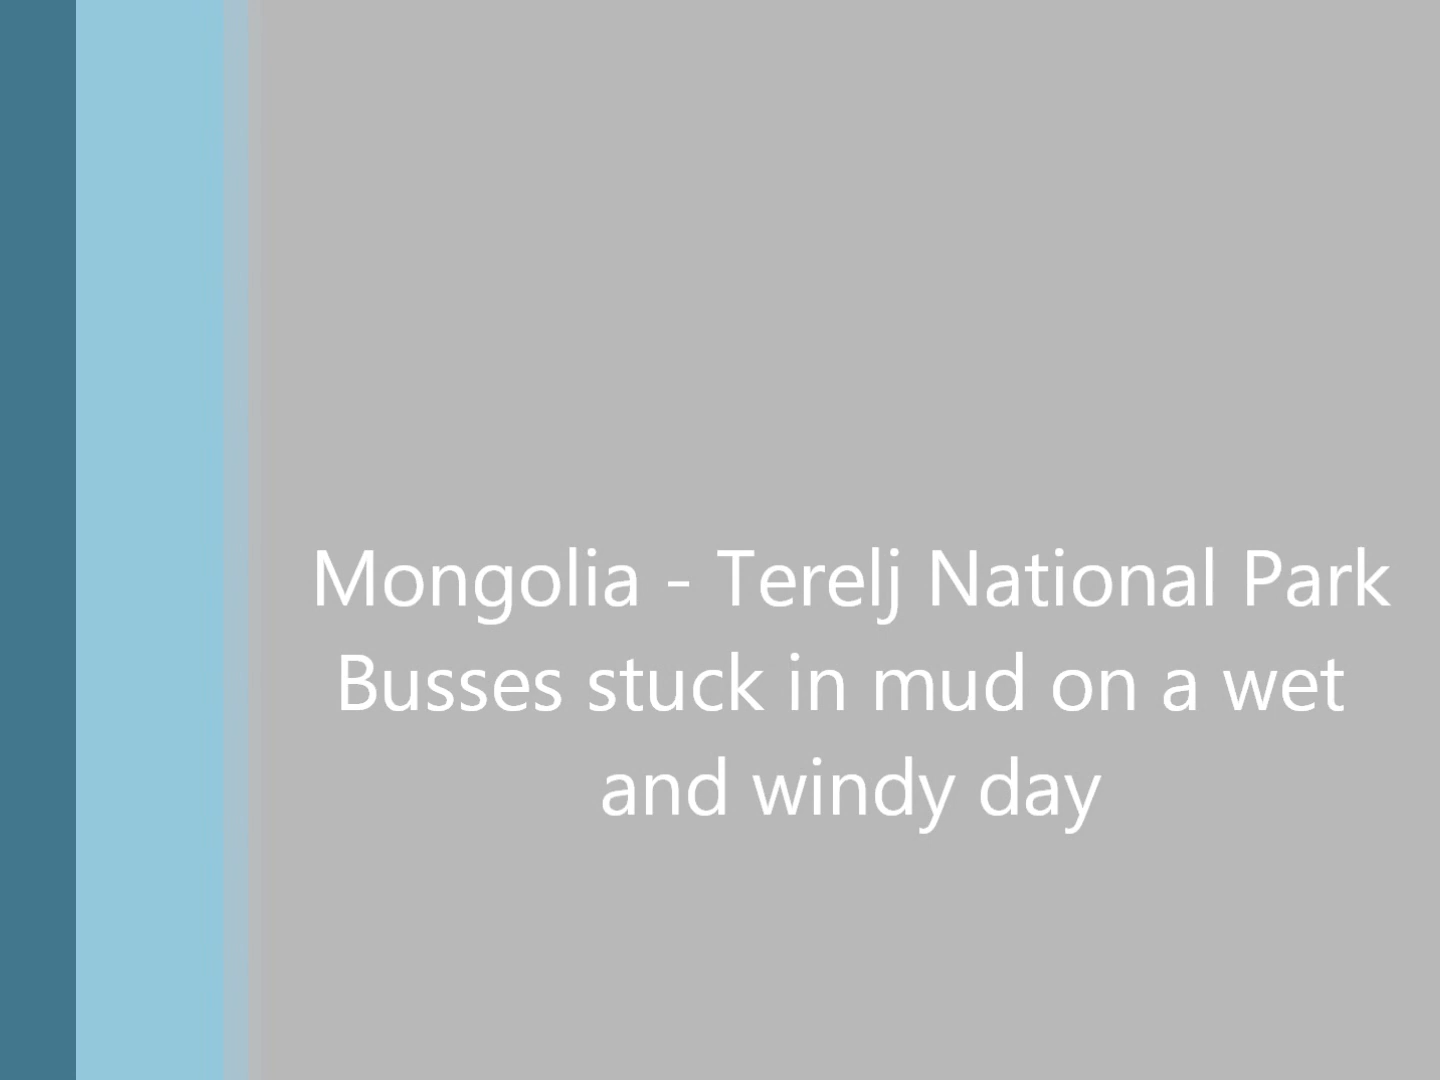 Mongolia - Terelj National Park
Busses stuck in mud on a wet
and windy day